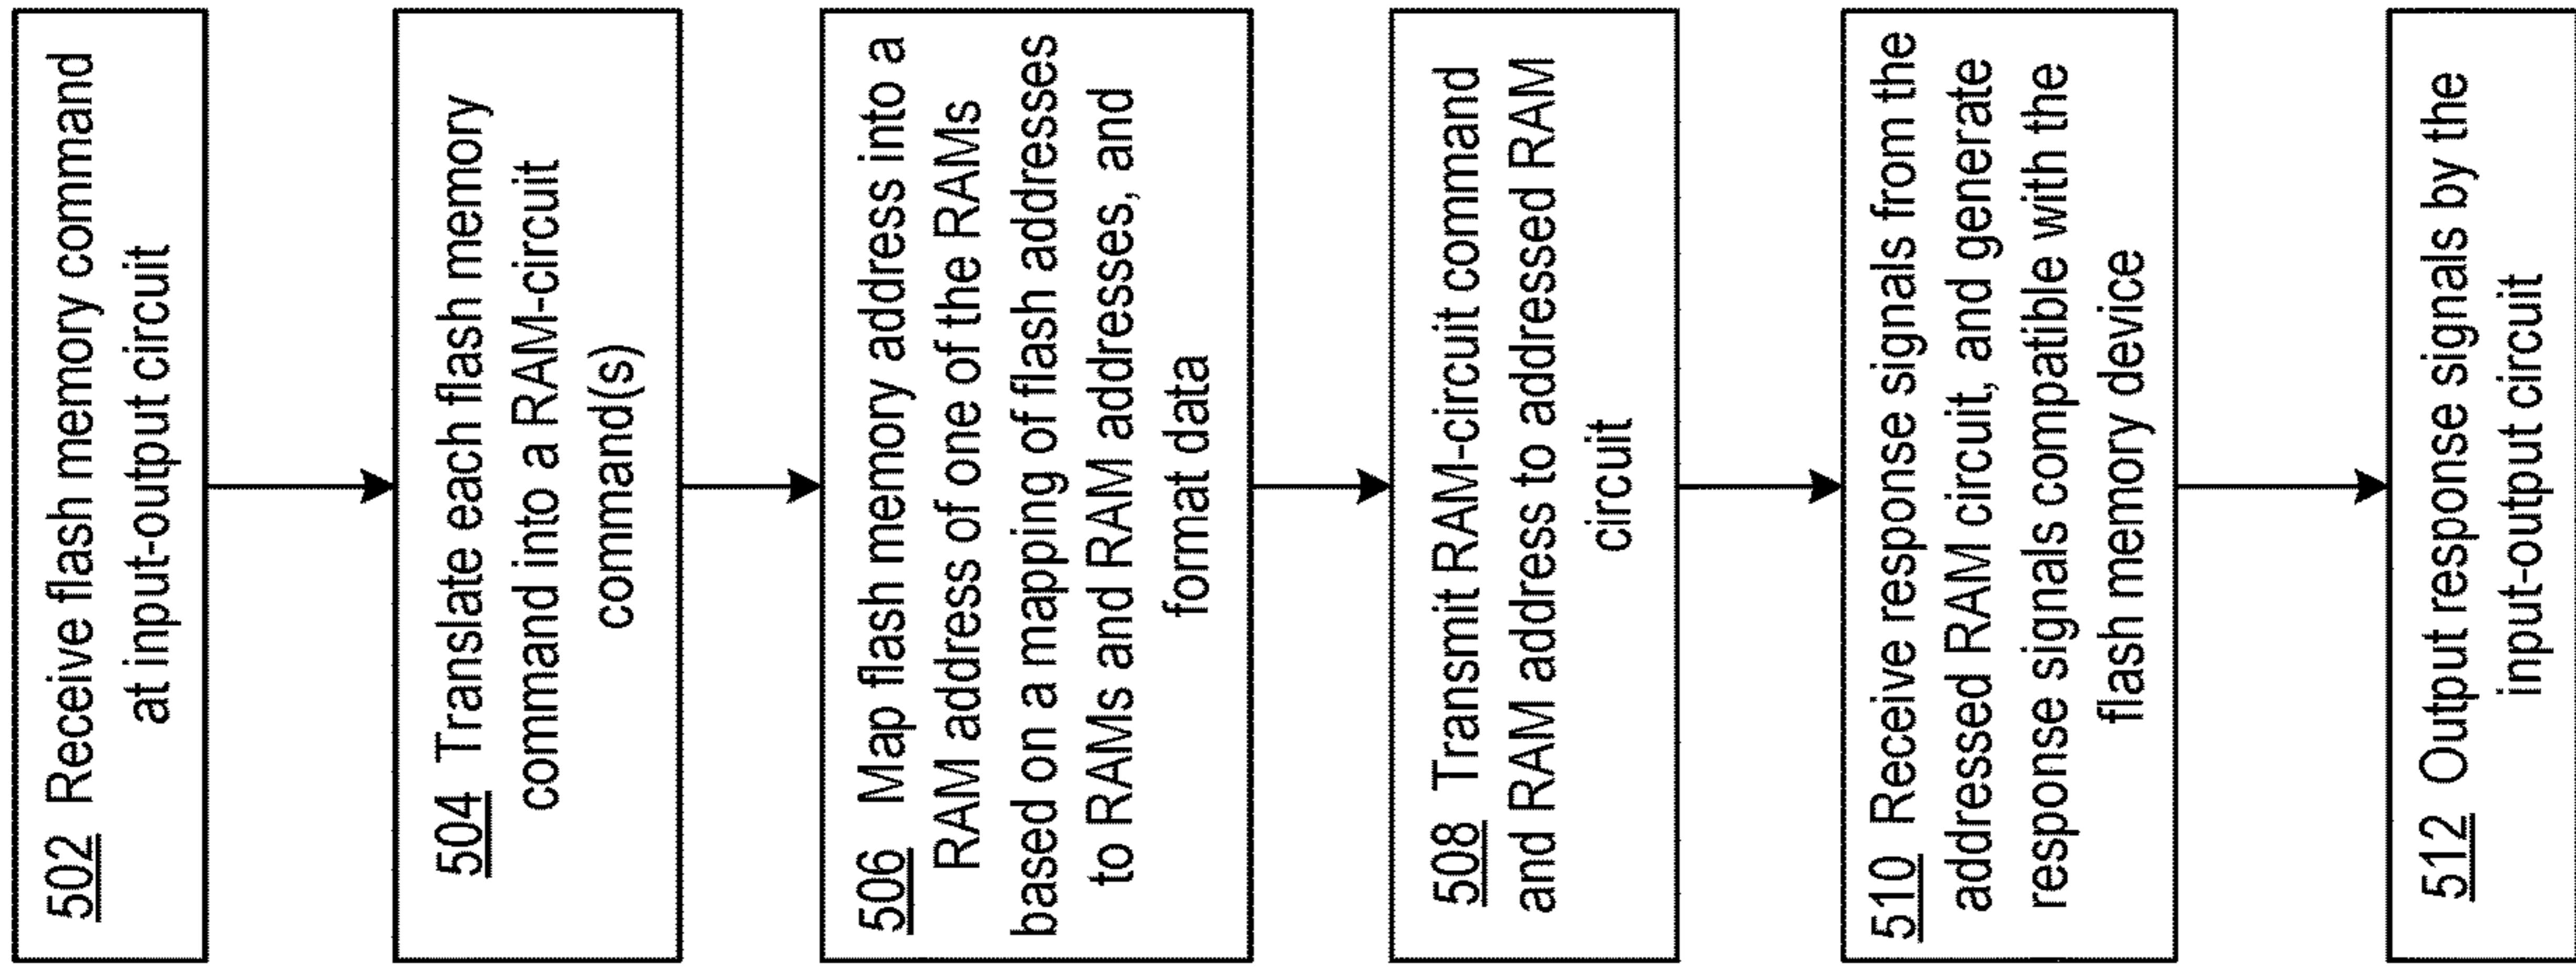 502 Receive flash memory command
at input-output circuit
504 Translate each flash memory
command into a RAM-circuit
command(s)
506 Map flash memory address into a
RAM address of one of the RAMs
based on a mapping of flash addresses
to RAMs and RAM addresses, and
format data
508 Transmit RAM-circuit command
and RAM address to addressed RAM
circuit
510 Receive response signals from the
addressed RAM circuit, and generate
response signals compatible with the
flash memory device
512 Output response signals by the
input-output circuit